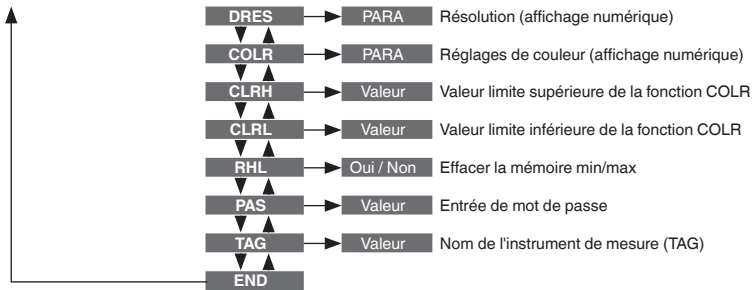 DRES PARA Résolution (affichage numérique)
COLR PARA Réglages de couleur (affichage numérique)
CLRH Valeur Valeur limite supérieure de la fonction COLR
CLRL Valeur Valeur limite inférieure de la fonction COLR
RHL Oui / Non Effacer la mémoire min/max
PAS Valeur Entrée de mot de passe
TAG Valeur Nom de l'instrument de mesure (TAG)
END